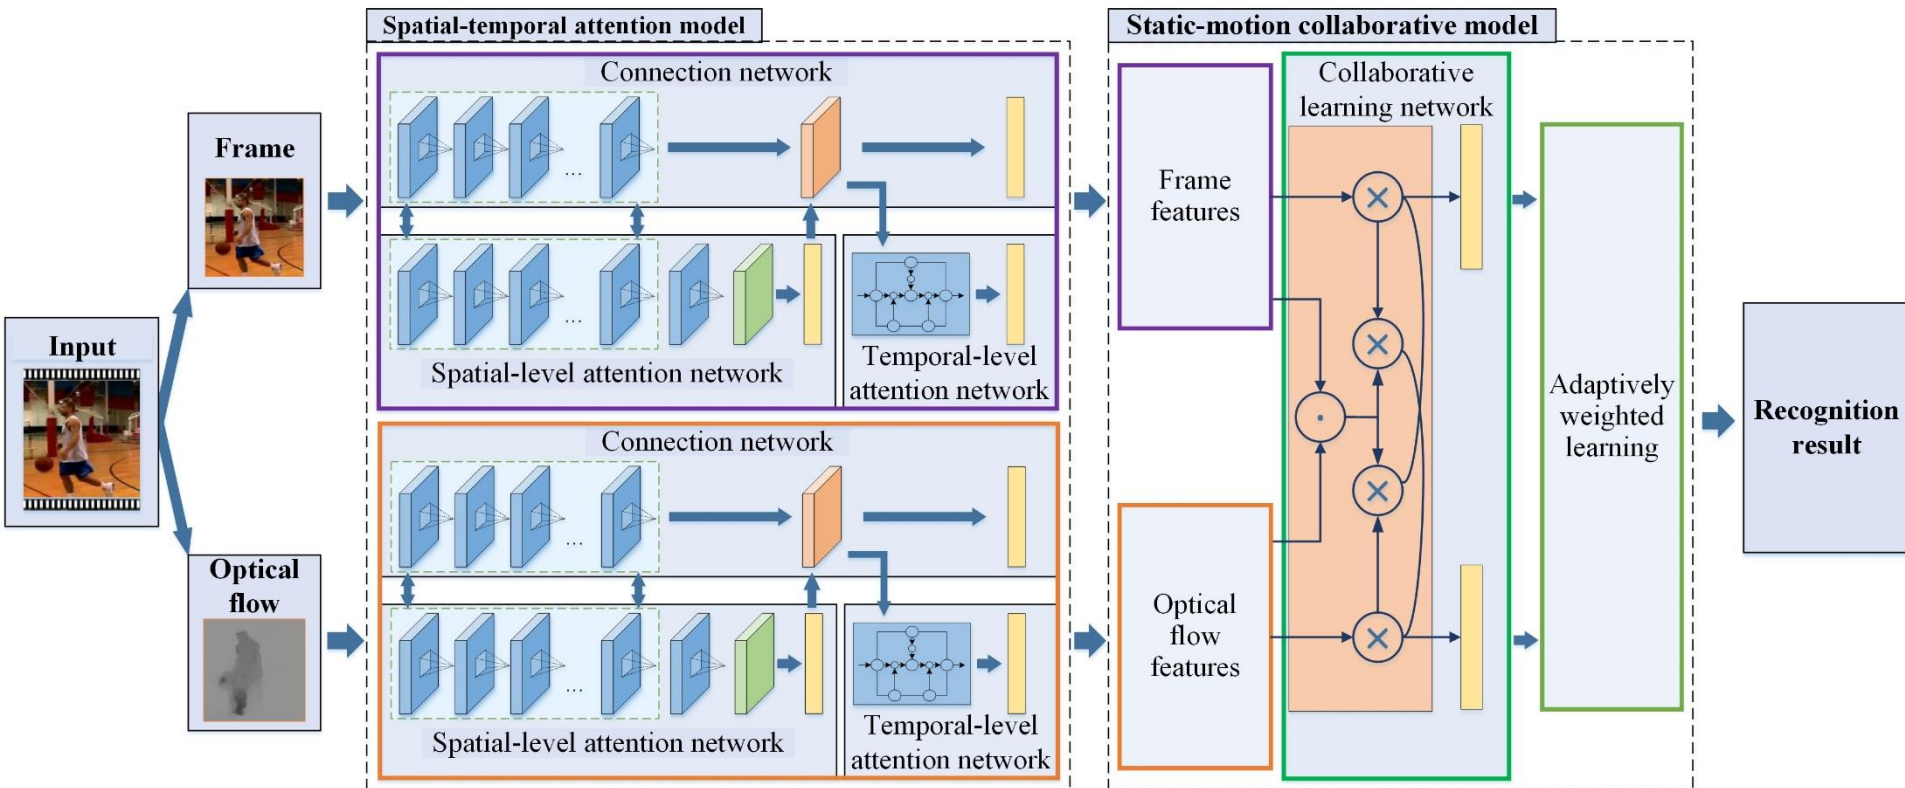 Spatial-temporal attention model
Static-motion collaborative model
Input
Frame
Optical
flow
Connection network
...
...
Spatial-level attention network
Temporal-level
attention network
Connection network
...
...
Spatial-level attention network
Temporal-level
attention network
Frame
features
Optical
flow
features
Collaborative
learning network
Adaptively
weighted
learning
Recognition
result